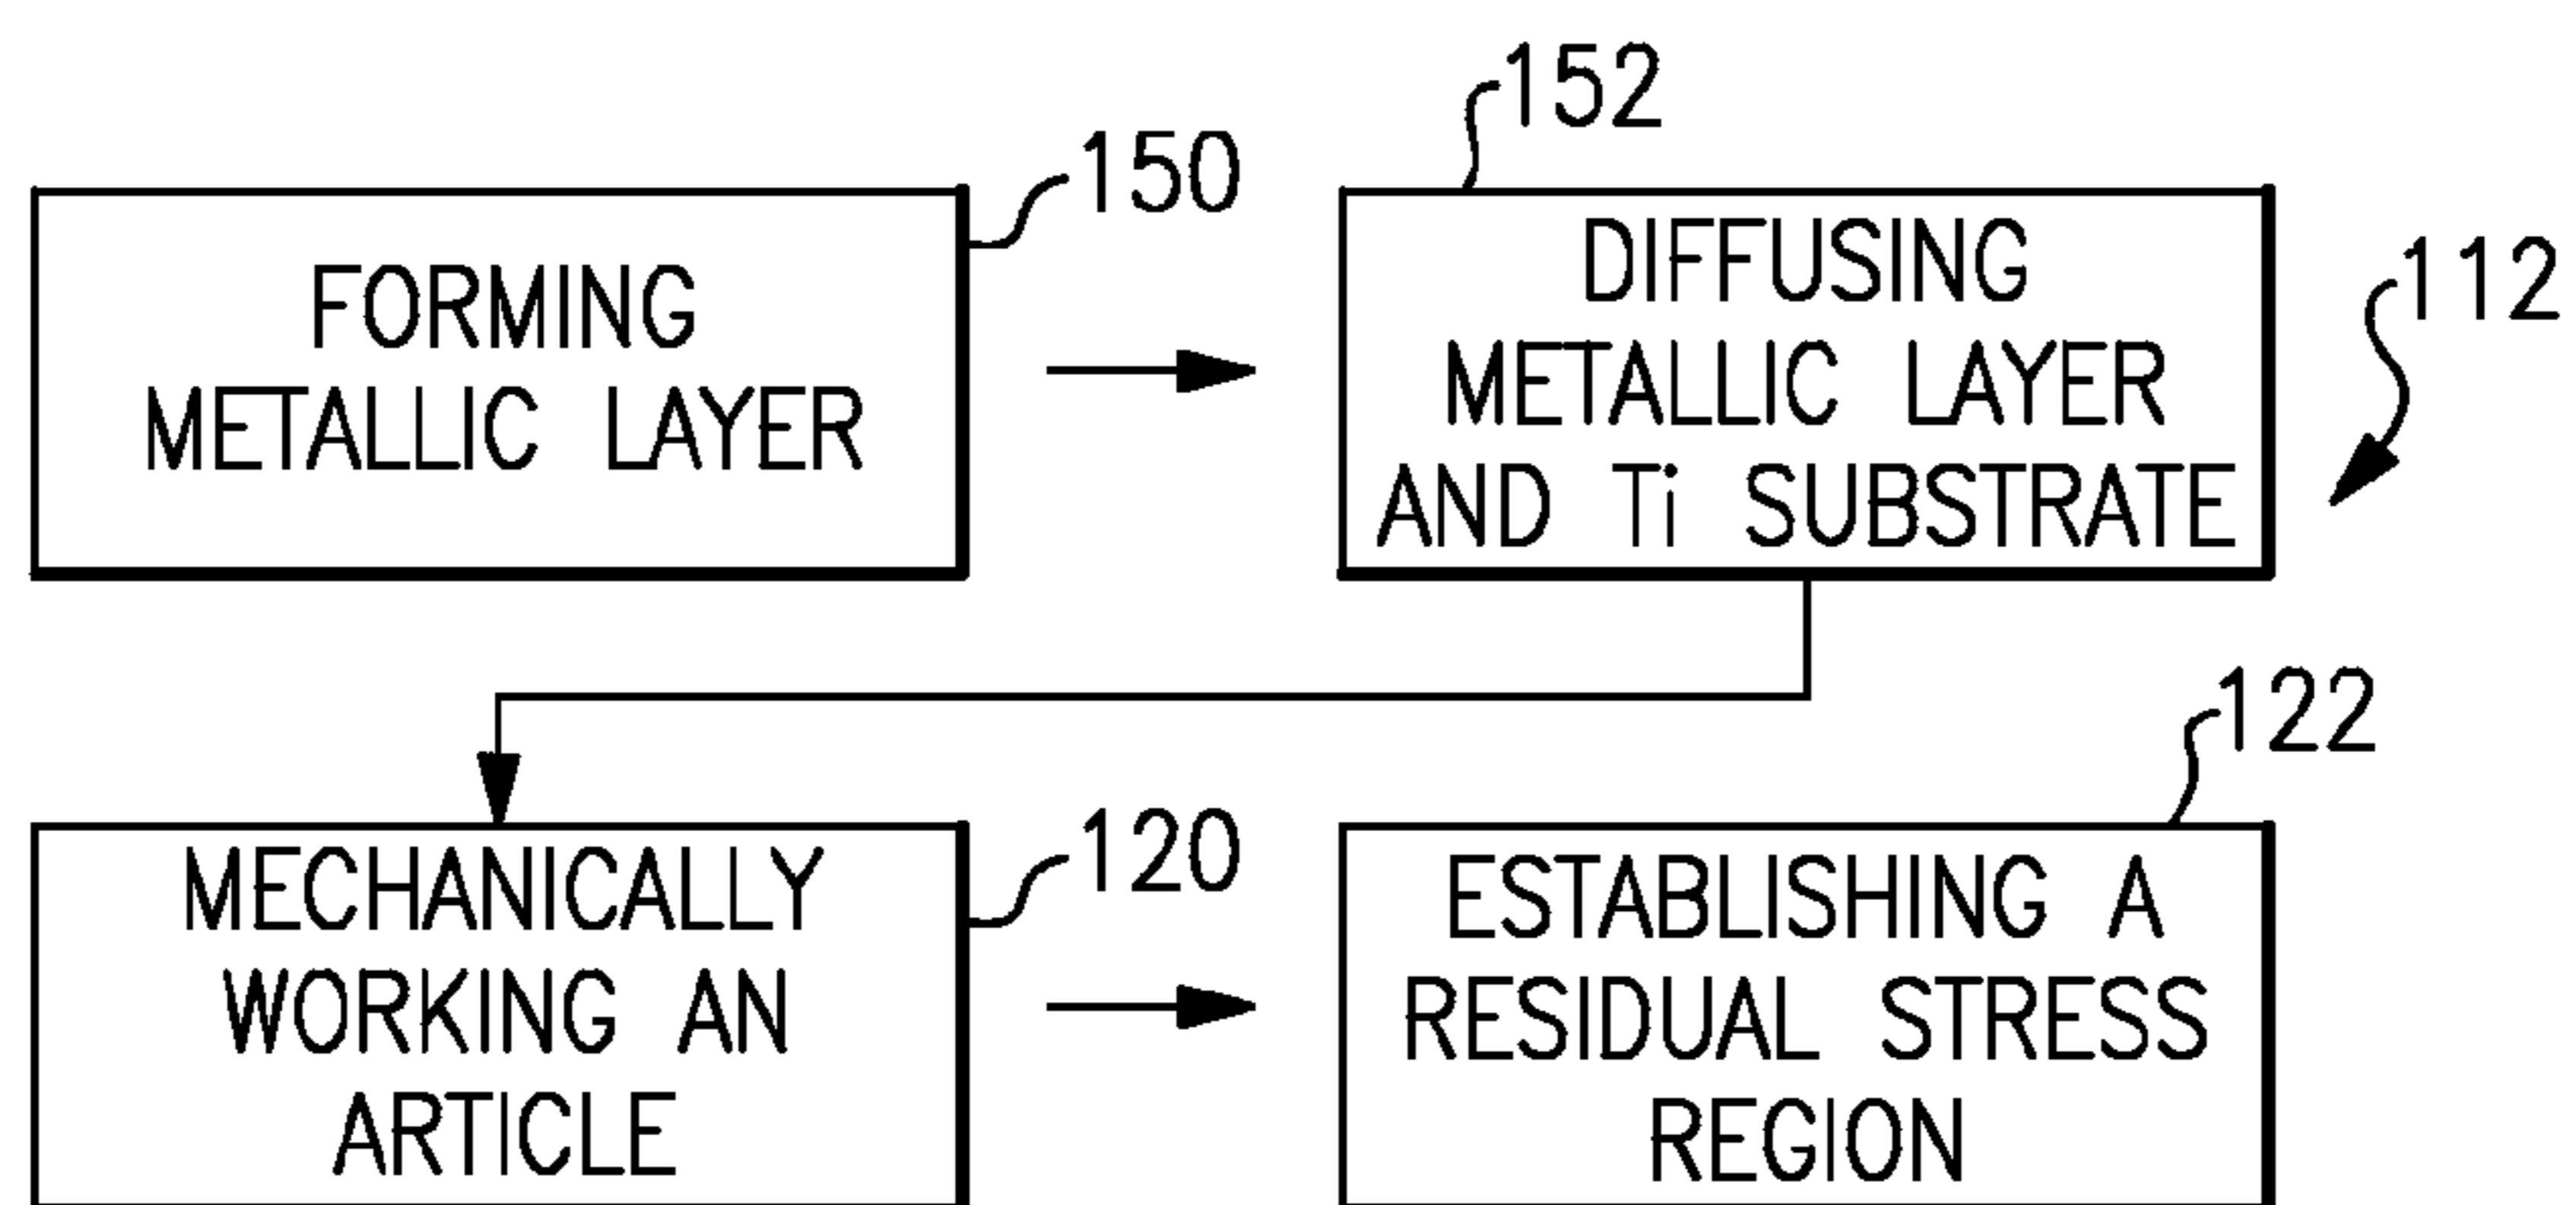 150
FORMING
METALLIC LAYER
152
DIFFUSING
METALLIC LAYER
AND Ti SUBSTRATE
112
120
MECHANICALLY
WORKING AN
ARTICLE
122
ESTABLISHING A
RESIDUAL STRESS
REGION